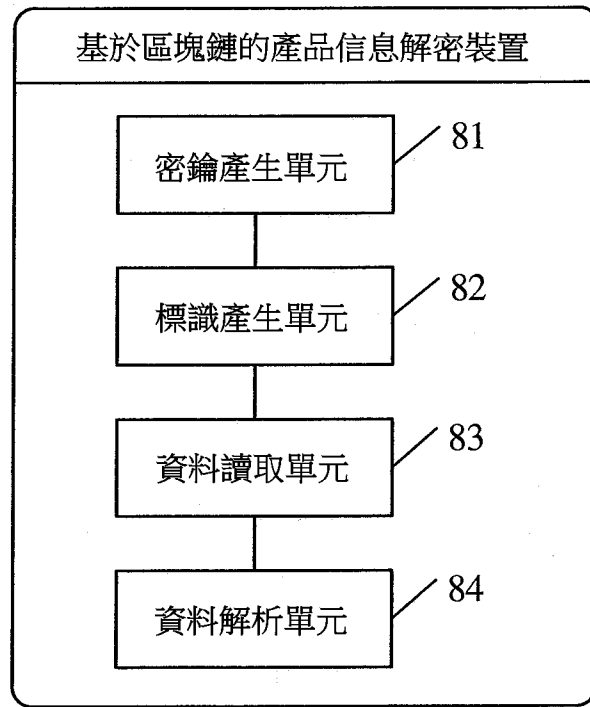 基於區塊鏈的產品信息解密裝置
密鑰產生單元
81
標識產生單元
82
資料讀取單元
83
資料解析單元
84